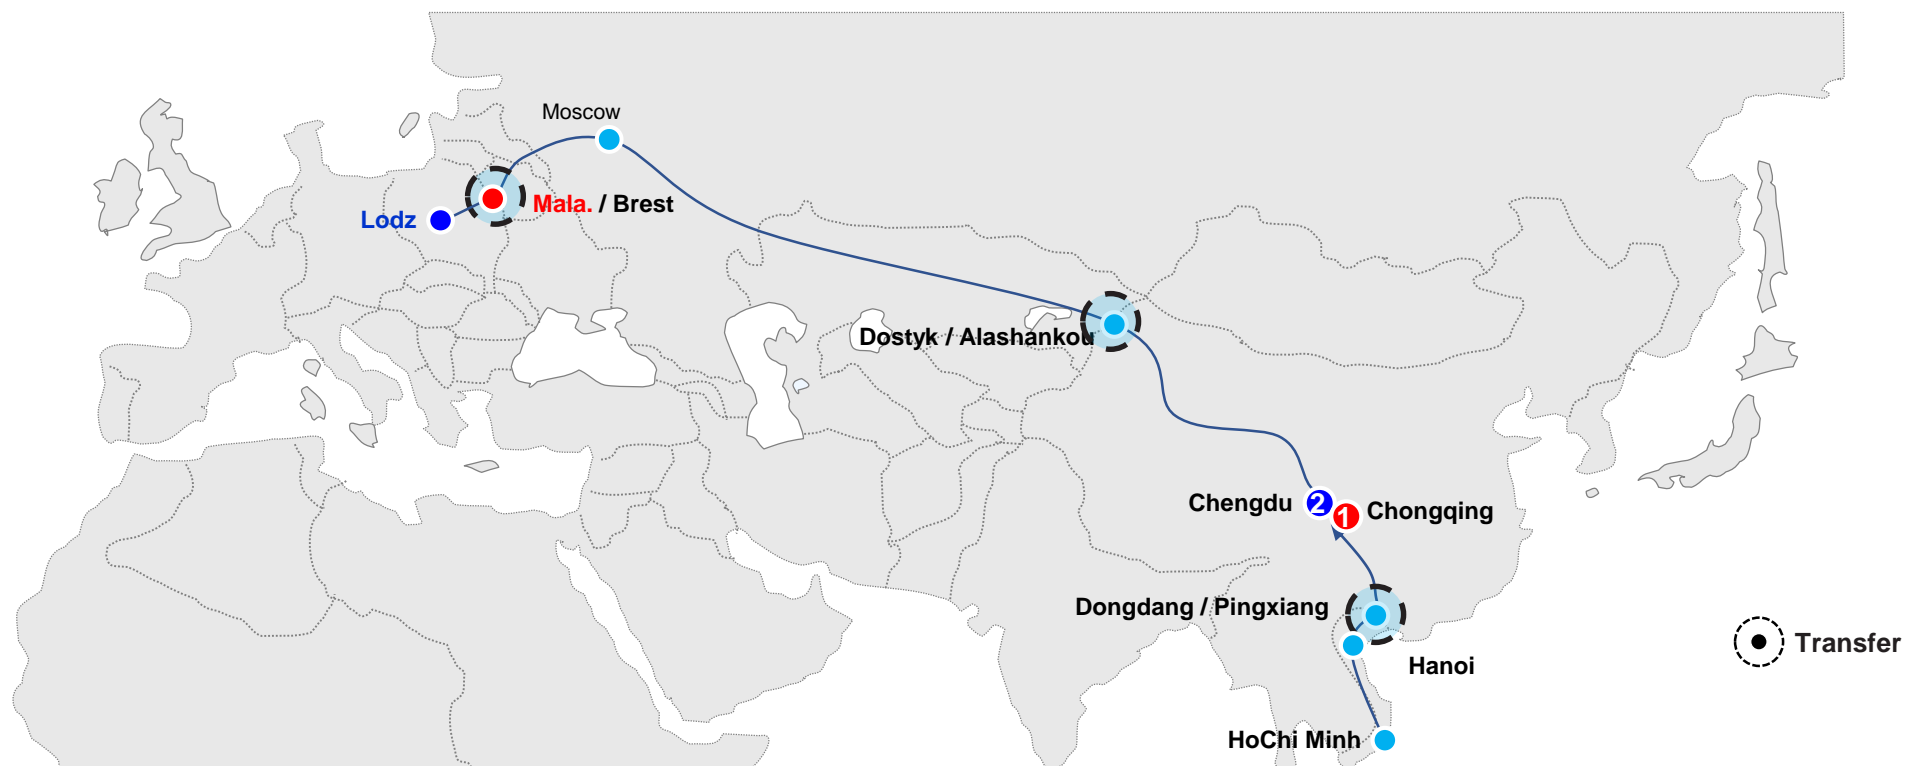 Moscow
Mala. / Brest
Lodz
Dostyk / Alashankou
Chengdu 2 1 Chongqing
Dongdang / Pingxiang
Transfer
Hanoi
HoChi Minh